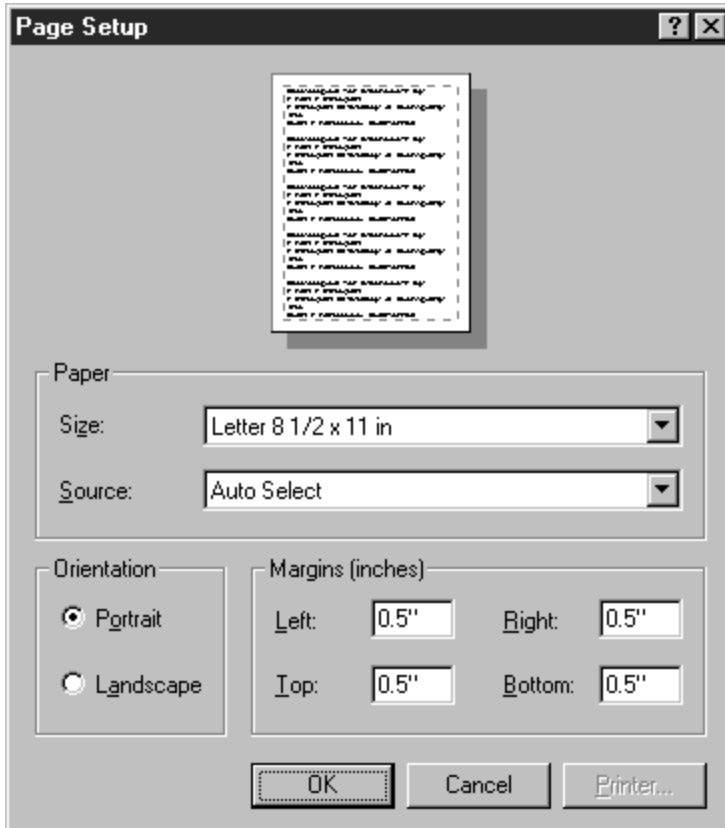 Page Setup
Paper
Size: Letter 8 1/2 x 11 in
Source: Auto Select
Orientation
Portrait
Landscape
Margins (inches)
Left: 0.5" Right: 0.5"
Top: 0.5" Bottom: 0.5"
OK Cancel Printer...